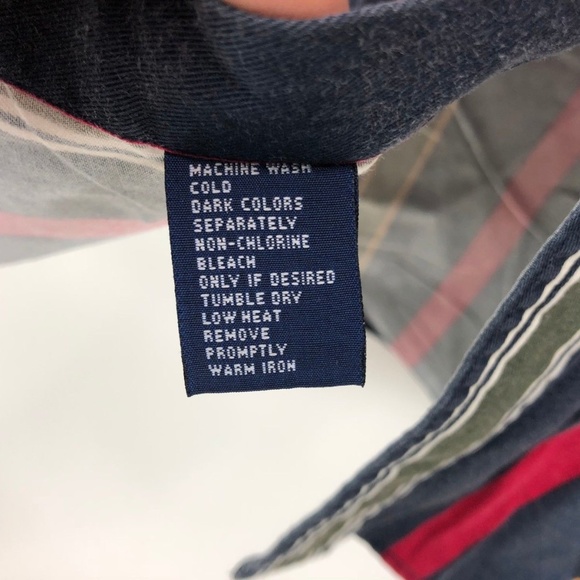 MACHINE WASH
COLD
DARK COLORS
SEPARATELY
NON-CHLORINE
BLEACH
ONLY IF DESIRED
TUMBLE DRY
LOW HEAT
REMOVE
PROMPTLY
WARM IRON